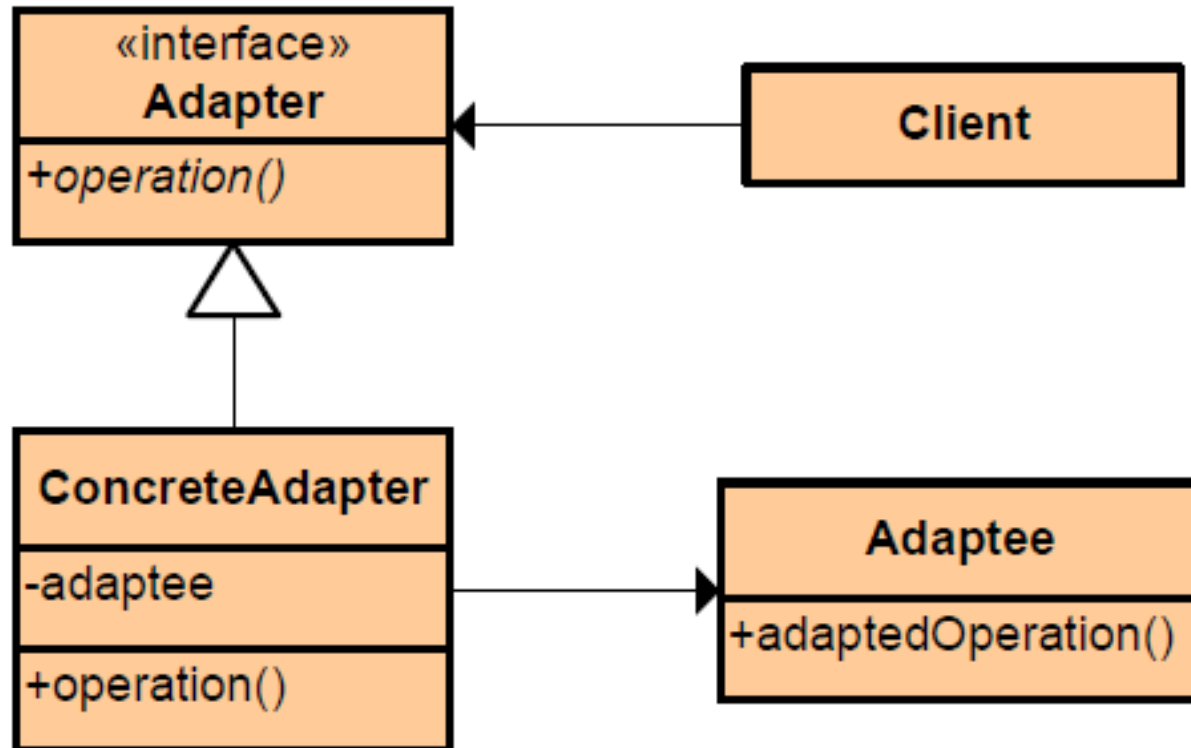 «interface»
Adapter
+operation()
Client
ConcreteAdapter
-adaptee
+operation()
Adaptee
+adaptedOperation()